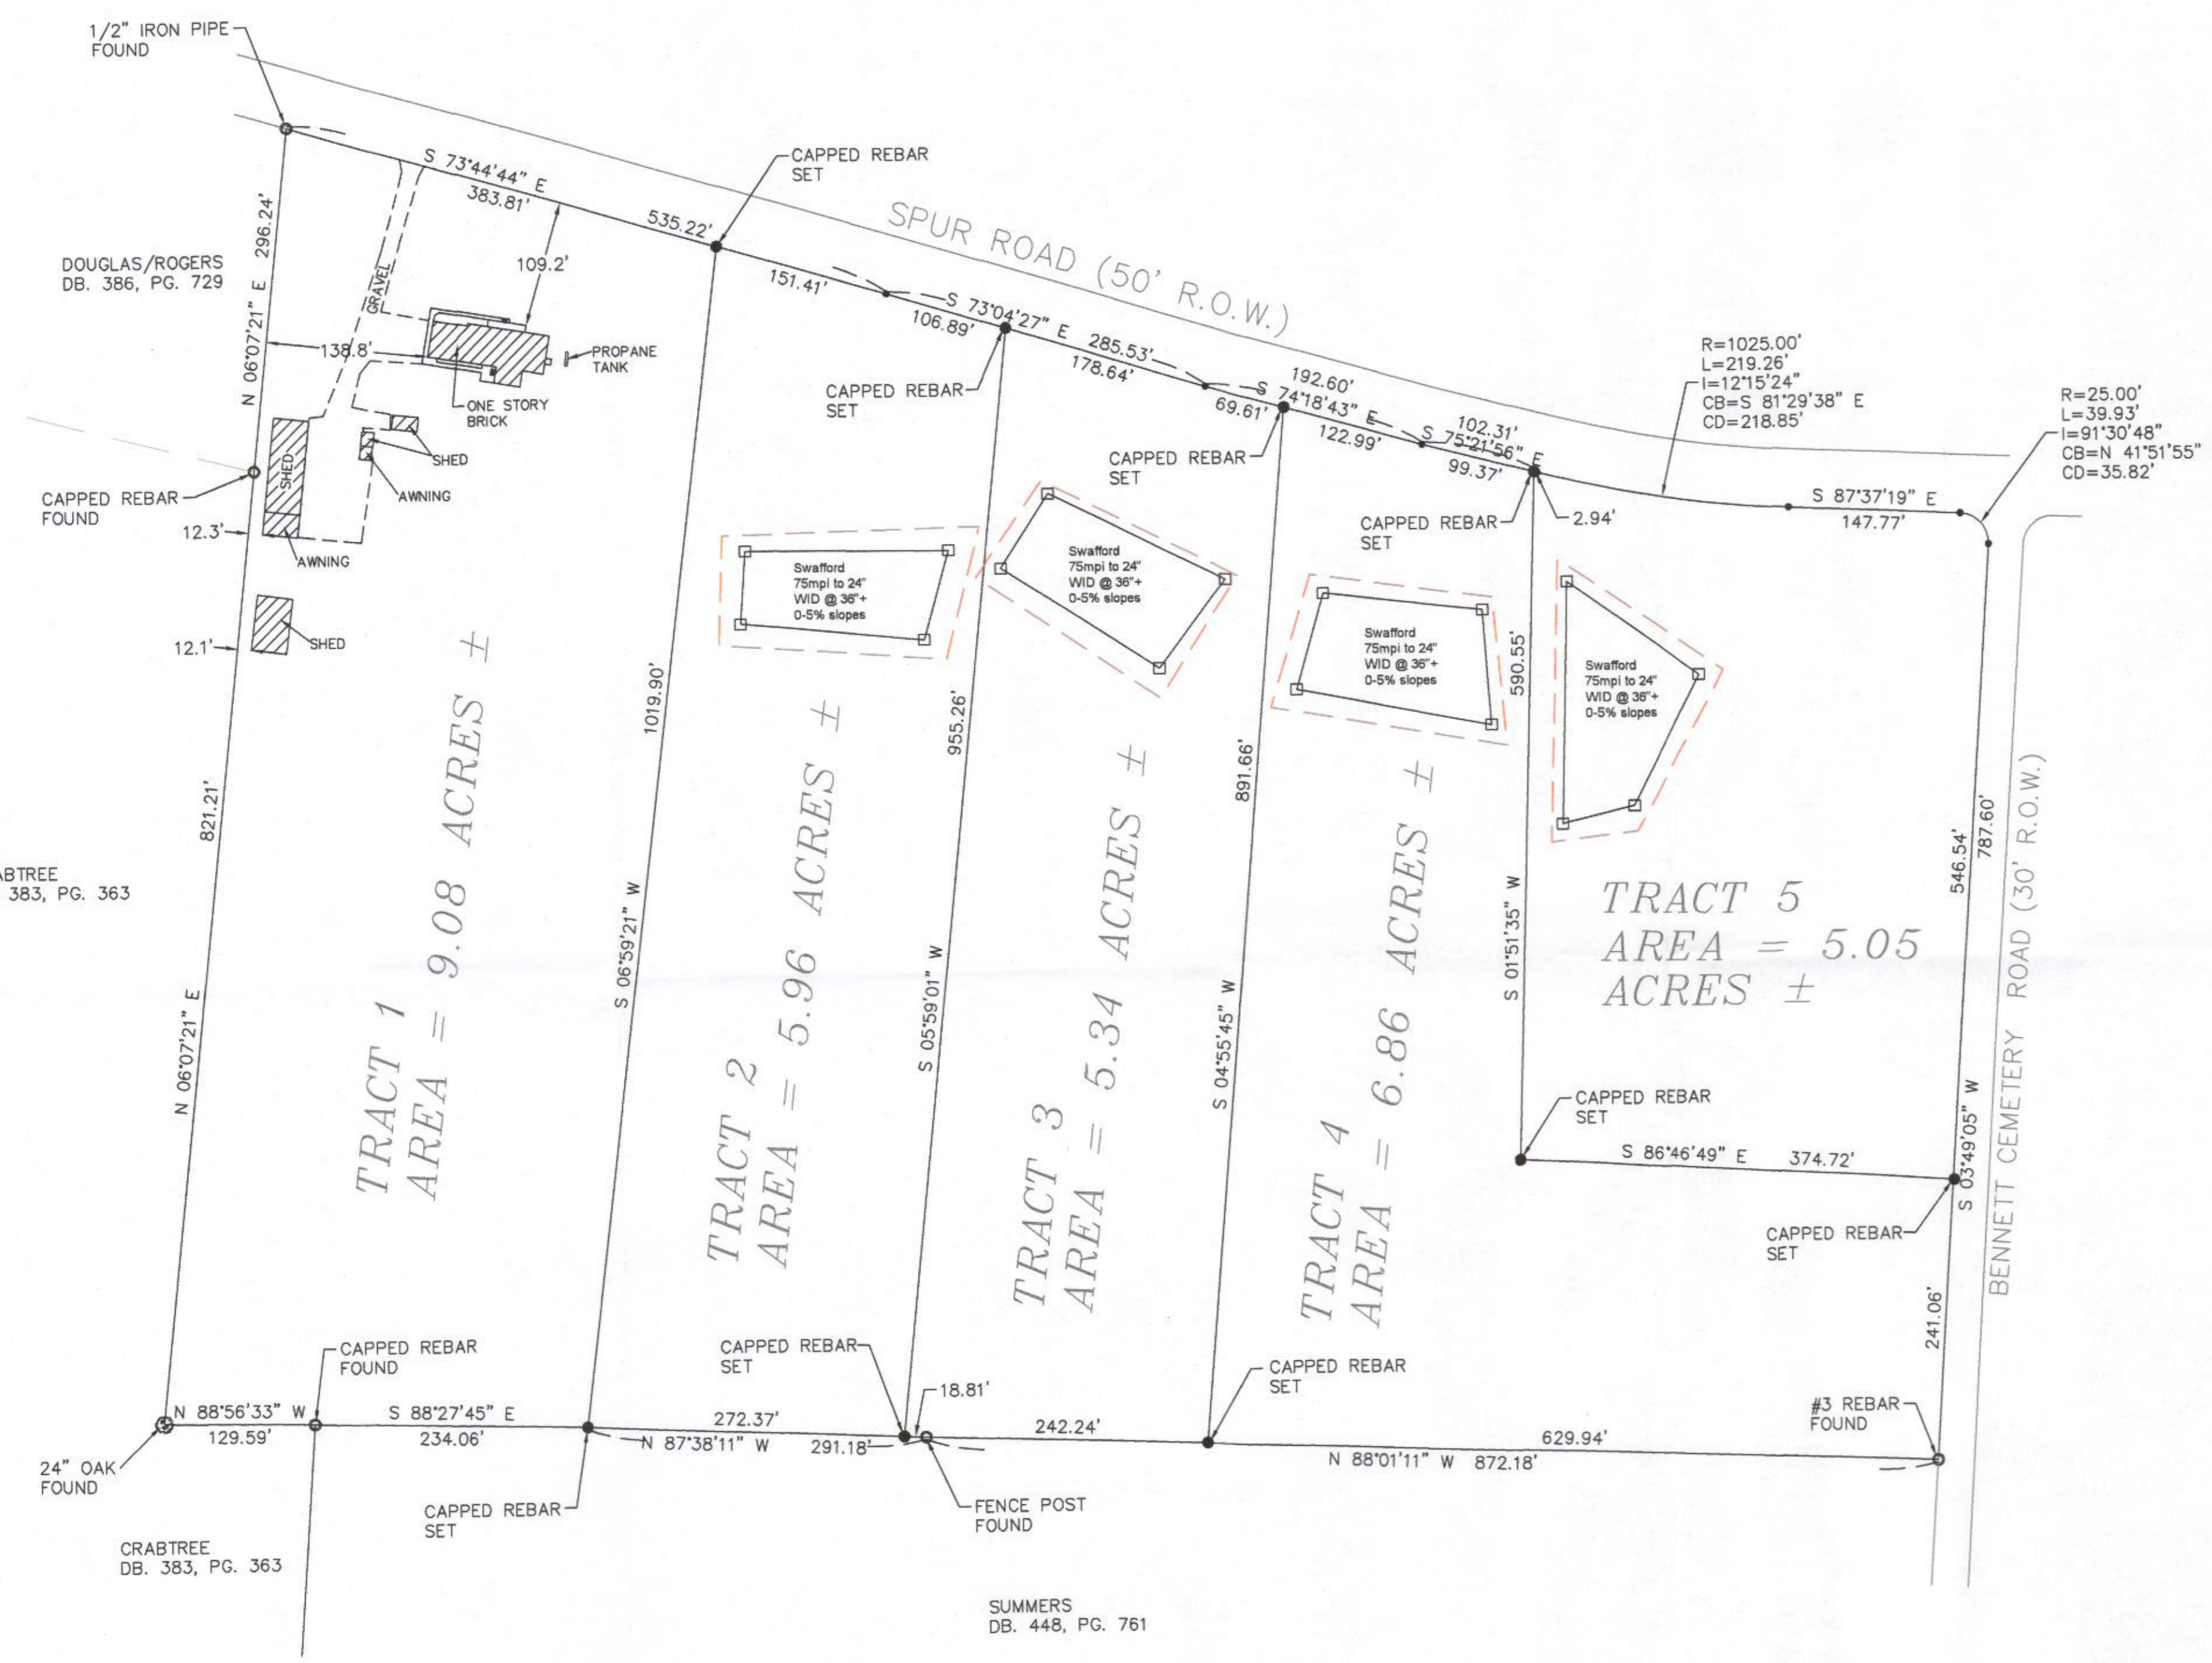 1/2" IRON PIPE
FOUND
CAPPED REBAR
SET
S 73°44'44" E
383.81'
535.22'
SPUR ROAD (50' R.O.W.)
N 06°07'21" E 296.24'
DOUGLAS/ROGERS
DB. 386, PG. 729
GRAVEL
109.2'
138.8'
PROPANE
TANK
ONE STORY
BRICK
SHED
SHED
AWNING
CAPPED REBAR
FOUND
12.3'
AWNING
12.1'
SHED
151.41'
S 73°04'27" E 285.53'
106.89'
178.64'
CAPPED REBAR
SET
192.60'
S 74°18'43" E
69.61'
122.99'
CAPPED REBAR
SET
102.31'
S 75°21'56" E
99.37'
CAPPED REBAR
SET
2.94'
R=1025.00'
L=219.26'
I=12°15'24"
CB=S 81°29'38" E
CD=218.85'
R=25.00'
L=39.93'
I=91°30'48"
CB=N 41°51'55"
CD=35.82'
S 87°37'19" E
147.77'
Swafford
75mpi to 24"
WID @ 36"+
0-5% slopes
Swafford
75mpi to 24"
WID @ 36"+
0-5% slopes
Swafford
75mpi to 24"
WID @ 36"+
0-5% slopes
Swafford
75mpi to 24"
WID @ 36"+
0-5% slopes
821.21'
N 06°07'21" E
ABTREE
383, PG. 363
TRACT 1
AREA = 9.08 ACRES ±
1019.90'
S 06°59'21" W
TRACT 2
AREA = 5.96 ACRES ±
955.26'
S 05°59'01" W
TRACT 3
AREA = 5.34 ACRES ±
891.66'
S 04°55'45" W
TRACT 4
AREA = 6.86 ACRES ±
590.55'
S 01°51'35" W
TRACT 5
AREA = 5.05
ACRES ±
546.54'
787.60'
S 03°49'05" W
BENNETT CEMETERY ROAD (30' R.O.W.)
CAPPED REBAR
SET
S 86°46'49" E 374.72'
CAPPED REBAR
SET
241.06'
#3 REBAR
FOUND
CAPPED REBAR
FOUND
N 88°56'33" W
129.59'
S 88°27'45" E
234.06'
24" OAK
FOUND
CAPPED REBAR
SET
CAPPED REBAR
SET
18.81'
272.37'
N 87°38'11" W 291.18'
242.24'
CAPPED REBAR
SET
629.94'
N 88°01'11" W 872.18'
FENCE POST
FOUND
CRABTREE
DB. 383, PG. 363
SUMMERS
DB. 448, PG. 761